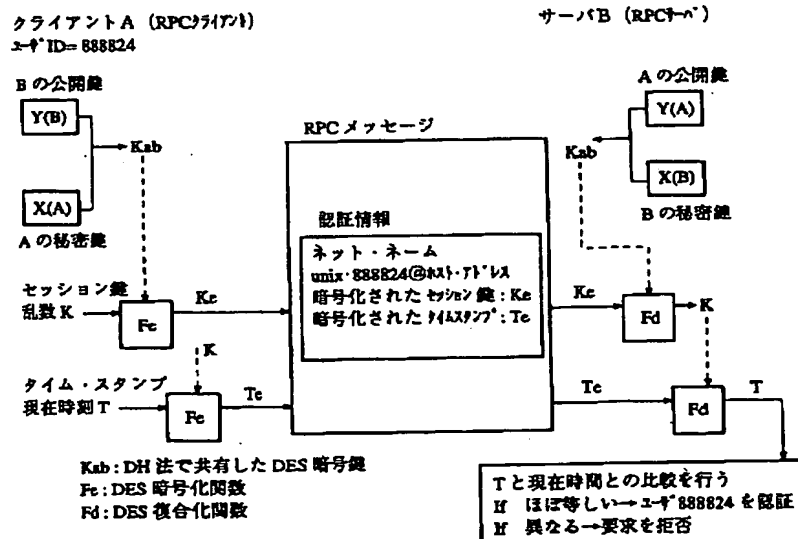 クライアントA (RPCクライアント)
ユーザID= 888824
サーバB (RPCサーバ)
Bの公開鍵
Y(B)
Kab
X(A)
Aの秘密鍵
Aの公開鍵
Y(A)
Kab
X(B)
Bの秘密鍵
RPCメッセージ
認証情報
ネット・ネーム
unix・888824@ホスト・アドレス
暗号化されたセッション鍵:Ke
暗号化されたタイムスタンプ:Te
セッション鍵
乱数K
Fe
Ke
Ke
Fd
K
K
タイム・スタンプ
現在時刻T
Fe
Te
Te
Fd
T
Kab:DH法で共有したDES暗号鍵
Fe:DES暗号化関数
Fd:DES復合化関数
Tと現在時間との比較を行う
If ほぼ等しい→ユーザ888824を認証
If 異なる→要求を拒否